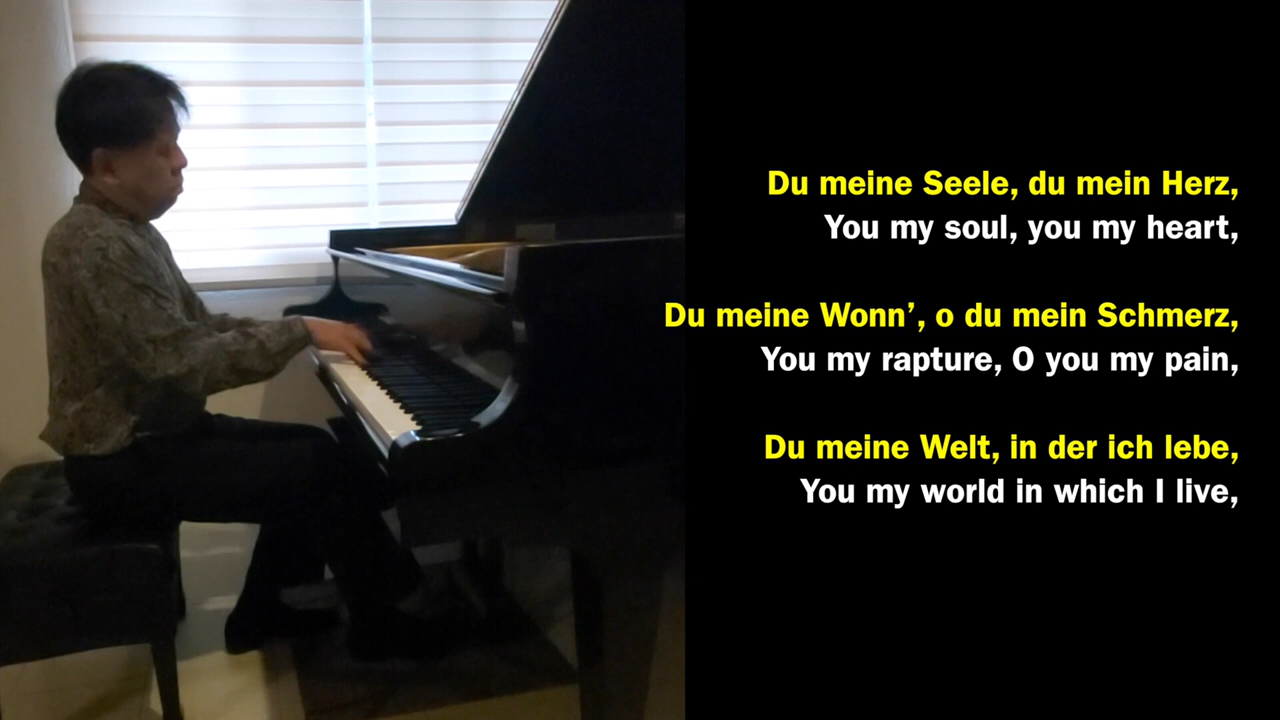 Du meine Seele, du mein Herz,
You my soul, you my heart,
Du meine Wonn’, o du mein Schmerz,
You my rapture, O you my pain,
Du meine Welt, in der ich lebe,
You my world in which I live,